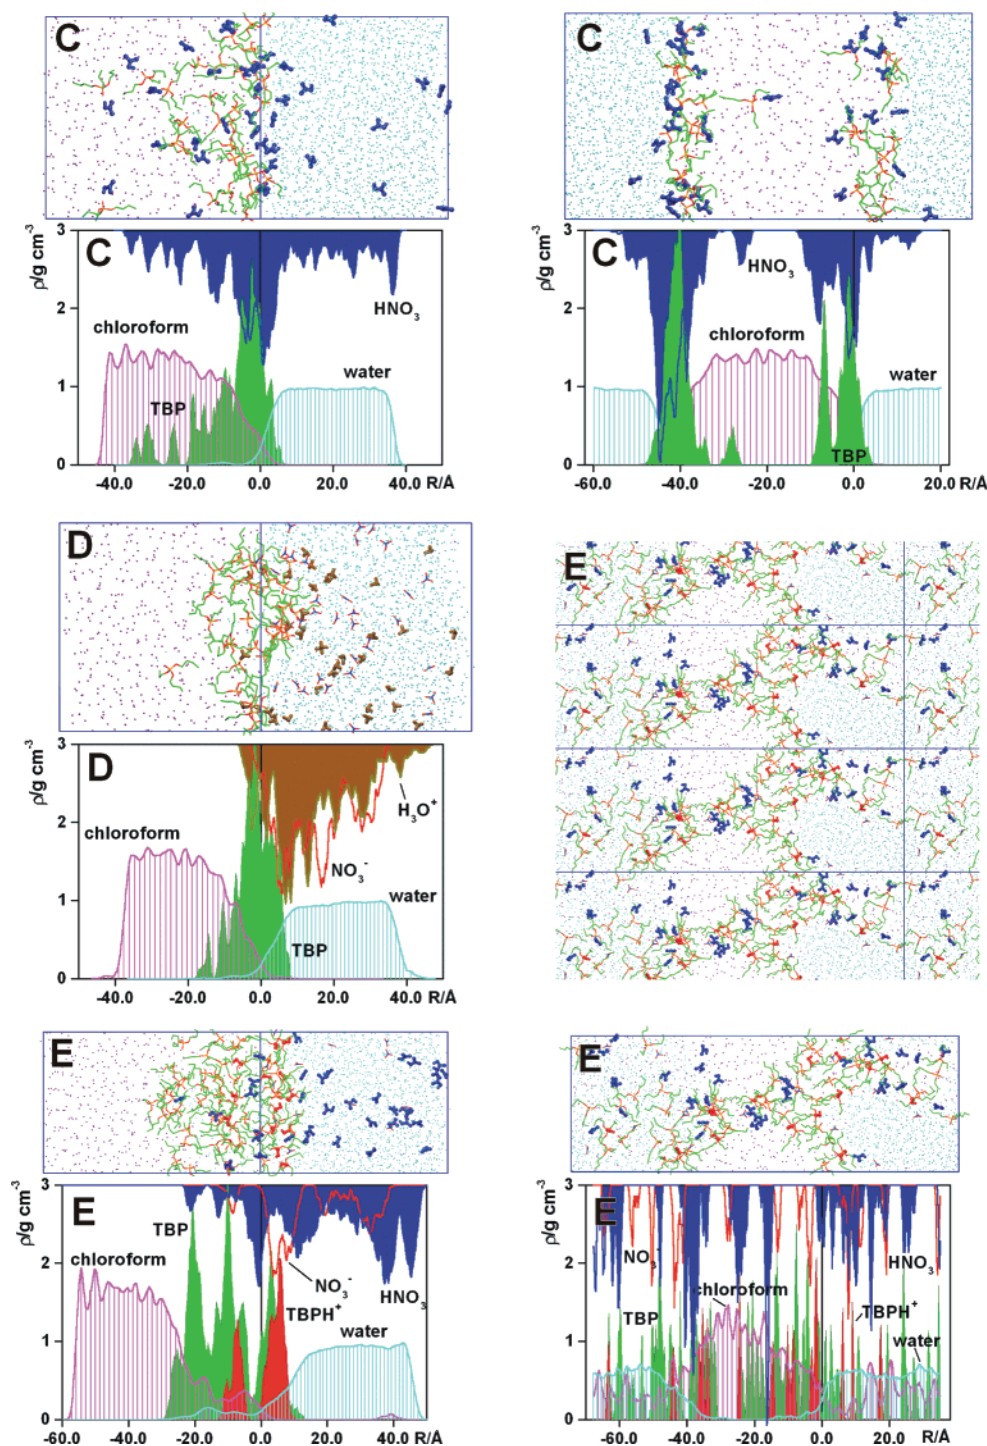 C
C
3
2
1
0
ρ/g cm⁻³
C
chloroform
TBP
HNO₃
water
-40.0 -20.0 0.0 20.0 40.0 R/Å
3
2
1
0
ρ/g cm⁻³
C
HNO₃
chloroform
water
TBP
-60.0 -40.0 -20.0 0.0 20.0 R/Å
D
E
3
2
1
0
ρ/g cm⁻³
D
chloroform
H₃O⁺
NO₃⁻
water
TBP
-40.0 -20.0 0.0 20.0 40.0 R/Å
E
E
3
2
1
0
ρ/g cm⁻³
E
TBP
chloroform
NO₃⁻
HNO₃
TBPH⁺
water
-60.0 -40.0 -20.0 0.0 20.0 40.0 R/Å
3
2
1
0
ρ/g cm⁻³
E
NO₃⁻
HNO₃
chloroform
TBP
TBPH⁺
water
-60.0 -40.0 -20.0 0.0 20.0 R/Å